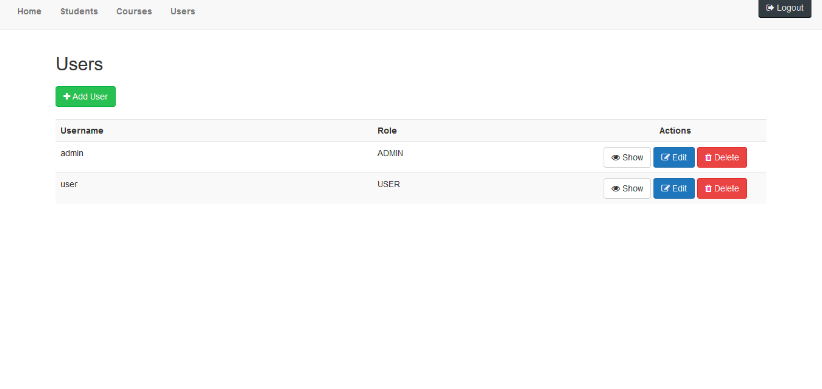 Home Students Courses Users Logout
Users
Add User
Username Role Actions
admin ADMIN Show Edit Delete
user USER Show Edit Delete